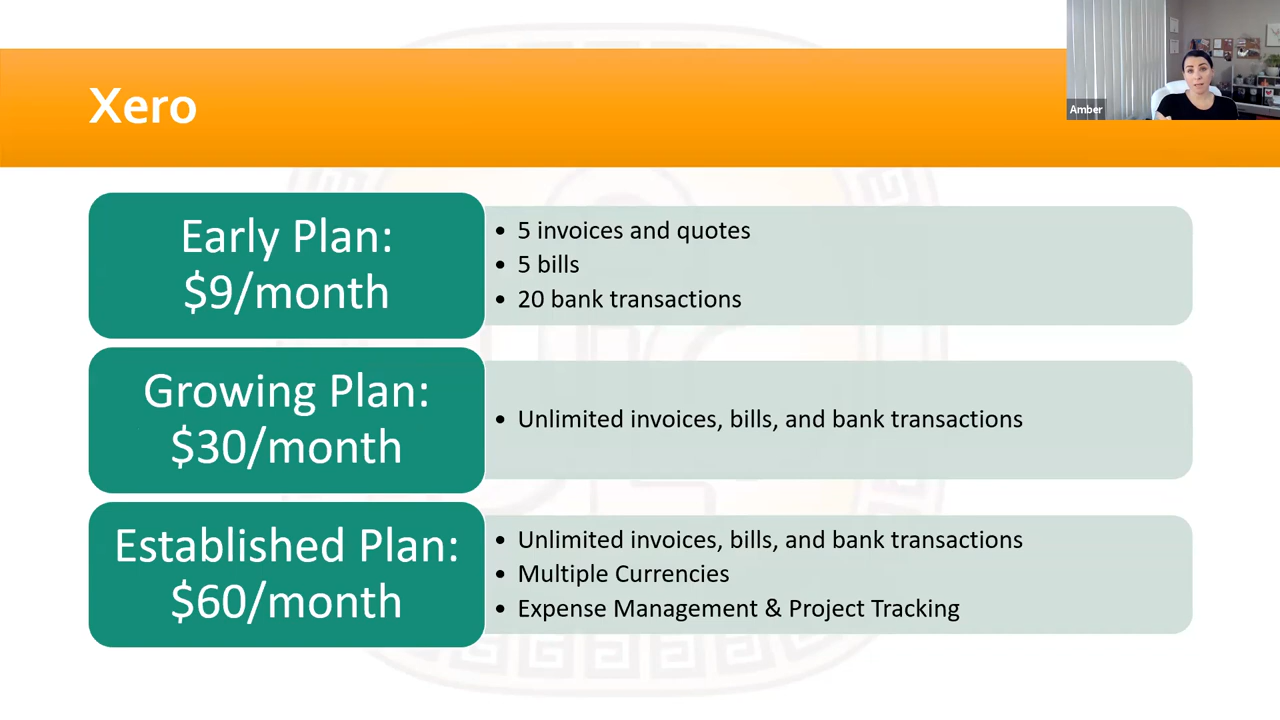 Xero
Amber
Early Plan:
$9/month
• 5 invoices and quotes
• 5 bills
• 20 bank transactions
Growing Plan:
$30/month
• Unlimited invoices, bills, and bank transactions
Established Plan:
$60/month
• Unlimited invoices, bills, and bank transactions
• Multiple Currencies
• Expense Management & Project Tracking